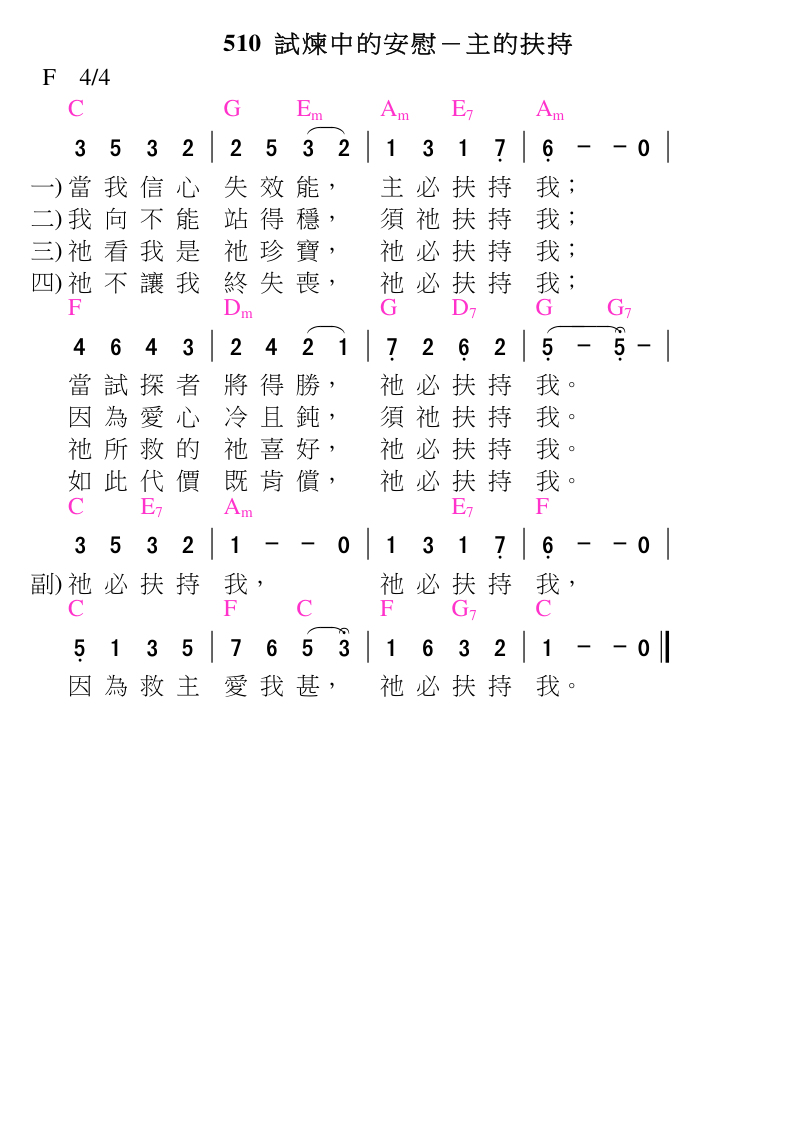 510 試煉中的安慰－主的扶持
F 4/4
C G Em Am E7 Am
3 5 3 2 | 2 5 3 2 | 1 3 1 7̣ | 6̣ － － 0 |
一) 當我信心 失效能， 主必扶持 我；
二) 我向不能 站得穩， 須祂扶持 我；
三) 祂看我是 祂珍寶， 祂必扶持 我；
四) 祂不讓我 終失喪， 祂必扶持 我；
F Dm G D7 G G7
4 6 4 3 | 2 4 2 1 | 7̣ 2 6̣ 2 | 5̣ － 5̣ － |
當試探者 將得勝， 祂必扶持 我。
因為愛心 冷且鈍， 須祂扶持 我。
祂所救的 祂喜好， 祂必扶持 我。
如此代價 既肯償， 祂必扶持 我。
C E7 Am E7 F
3 5 3 2 | 1 － － 0 | 1 3 1 7̣ | 6̣ － － 0 |
副) 祂必扶持 我， 祂必扶持 我，
C F C F G7 C
5̣ 1 3 5 | 7 6 5 3 | 1 6 3 2 | 1 － － 0 ||
因為救主 愛我甚， 祂必扶持 我。